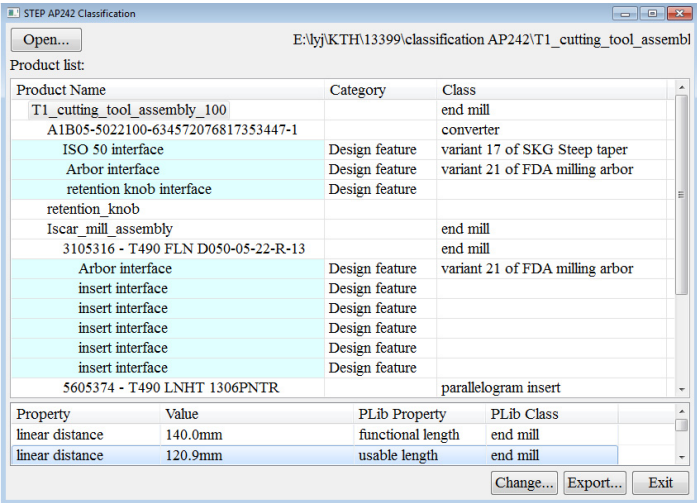 STEP AP242 Classification
Open... E:\lyj\KTH\13399\classification AP242\T1_cutting_tool_assembl
Product list:
Product Name Category Class
T1_cutting_tool_assembly_100 end mill
A1B05-5022100-634572076817353447-1 converter
ISO 50 interface Design feature variant 17 of SKG Steep taper
Arbor interface Design feature variant 21 of FDA milling arbor
retention knob interface Design feature
retention_knob
Iscar_mill_assembly end mill
3105316 - T490 FLN D050-05-22-R-13 end mill
Arbor interface Design feature variant 21 of FDA milling arbor
insert interface Design feature
insert interface Design feature
insert interface Design feature
insert interface Design feature
insert interface Design feature
5605374 - T490 LNHT 1306PNTR parallelogram insert
Property Value PLib Property PLib Class
linear distance 140.0mm functional length end mill
linear distance 120.9mm usable length end mill
Change... Export... Exit